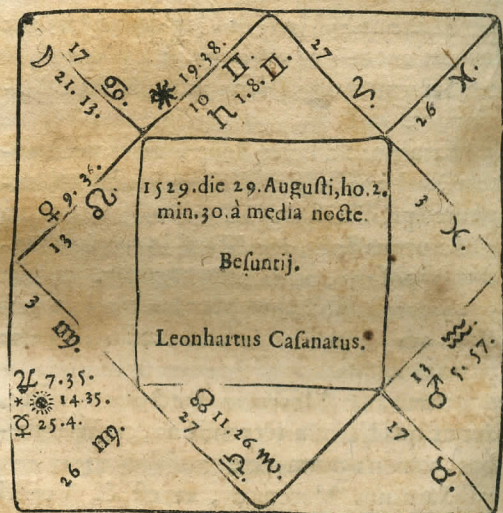 ☽ 17 ♋.
21. 13.
✴ 19.38.
10 ♊.
♄ 1.8. ♊.
27
26 ♓.
♀ 9. 36.
13 ♌
1529.die 29.Auguſti,ho.2.
min.30.à media nocte.
Beſuntij.
Leonhartus Caſanatus.
3 ♓.
13 ♒
♂ 5. 57.
17
3 ♍.
♃ 7.35.
* ☉ 14.35.
☿ 25.4.
26 ♍.
☊ 11.26 ♏.
27 ♎